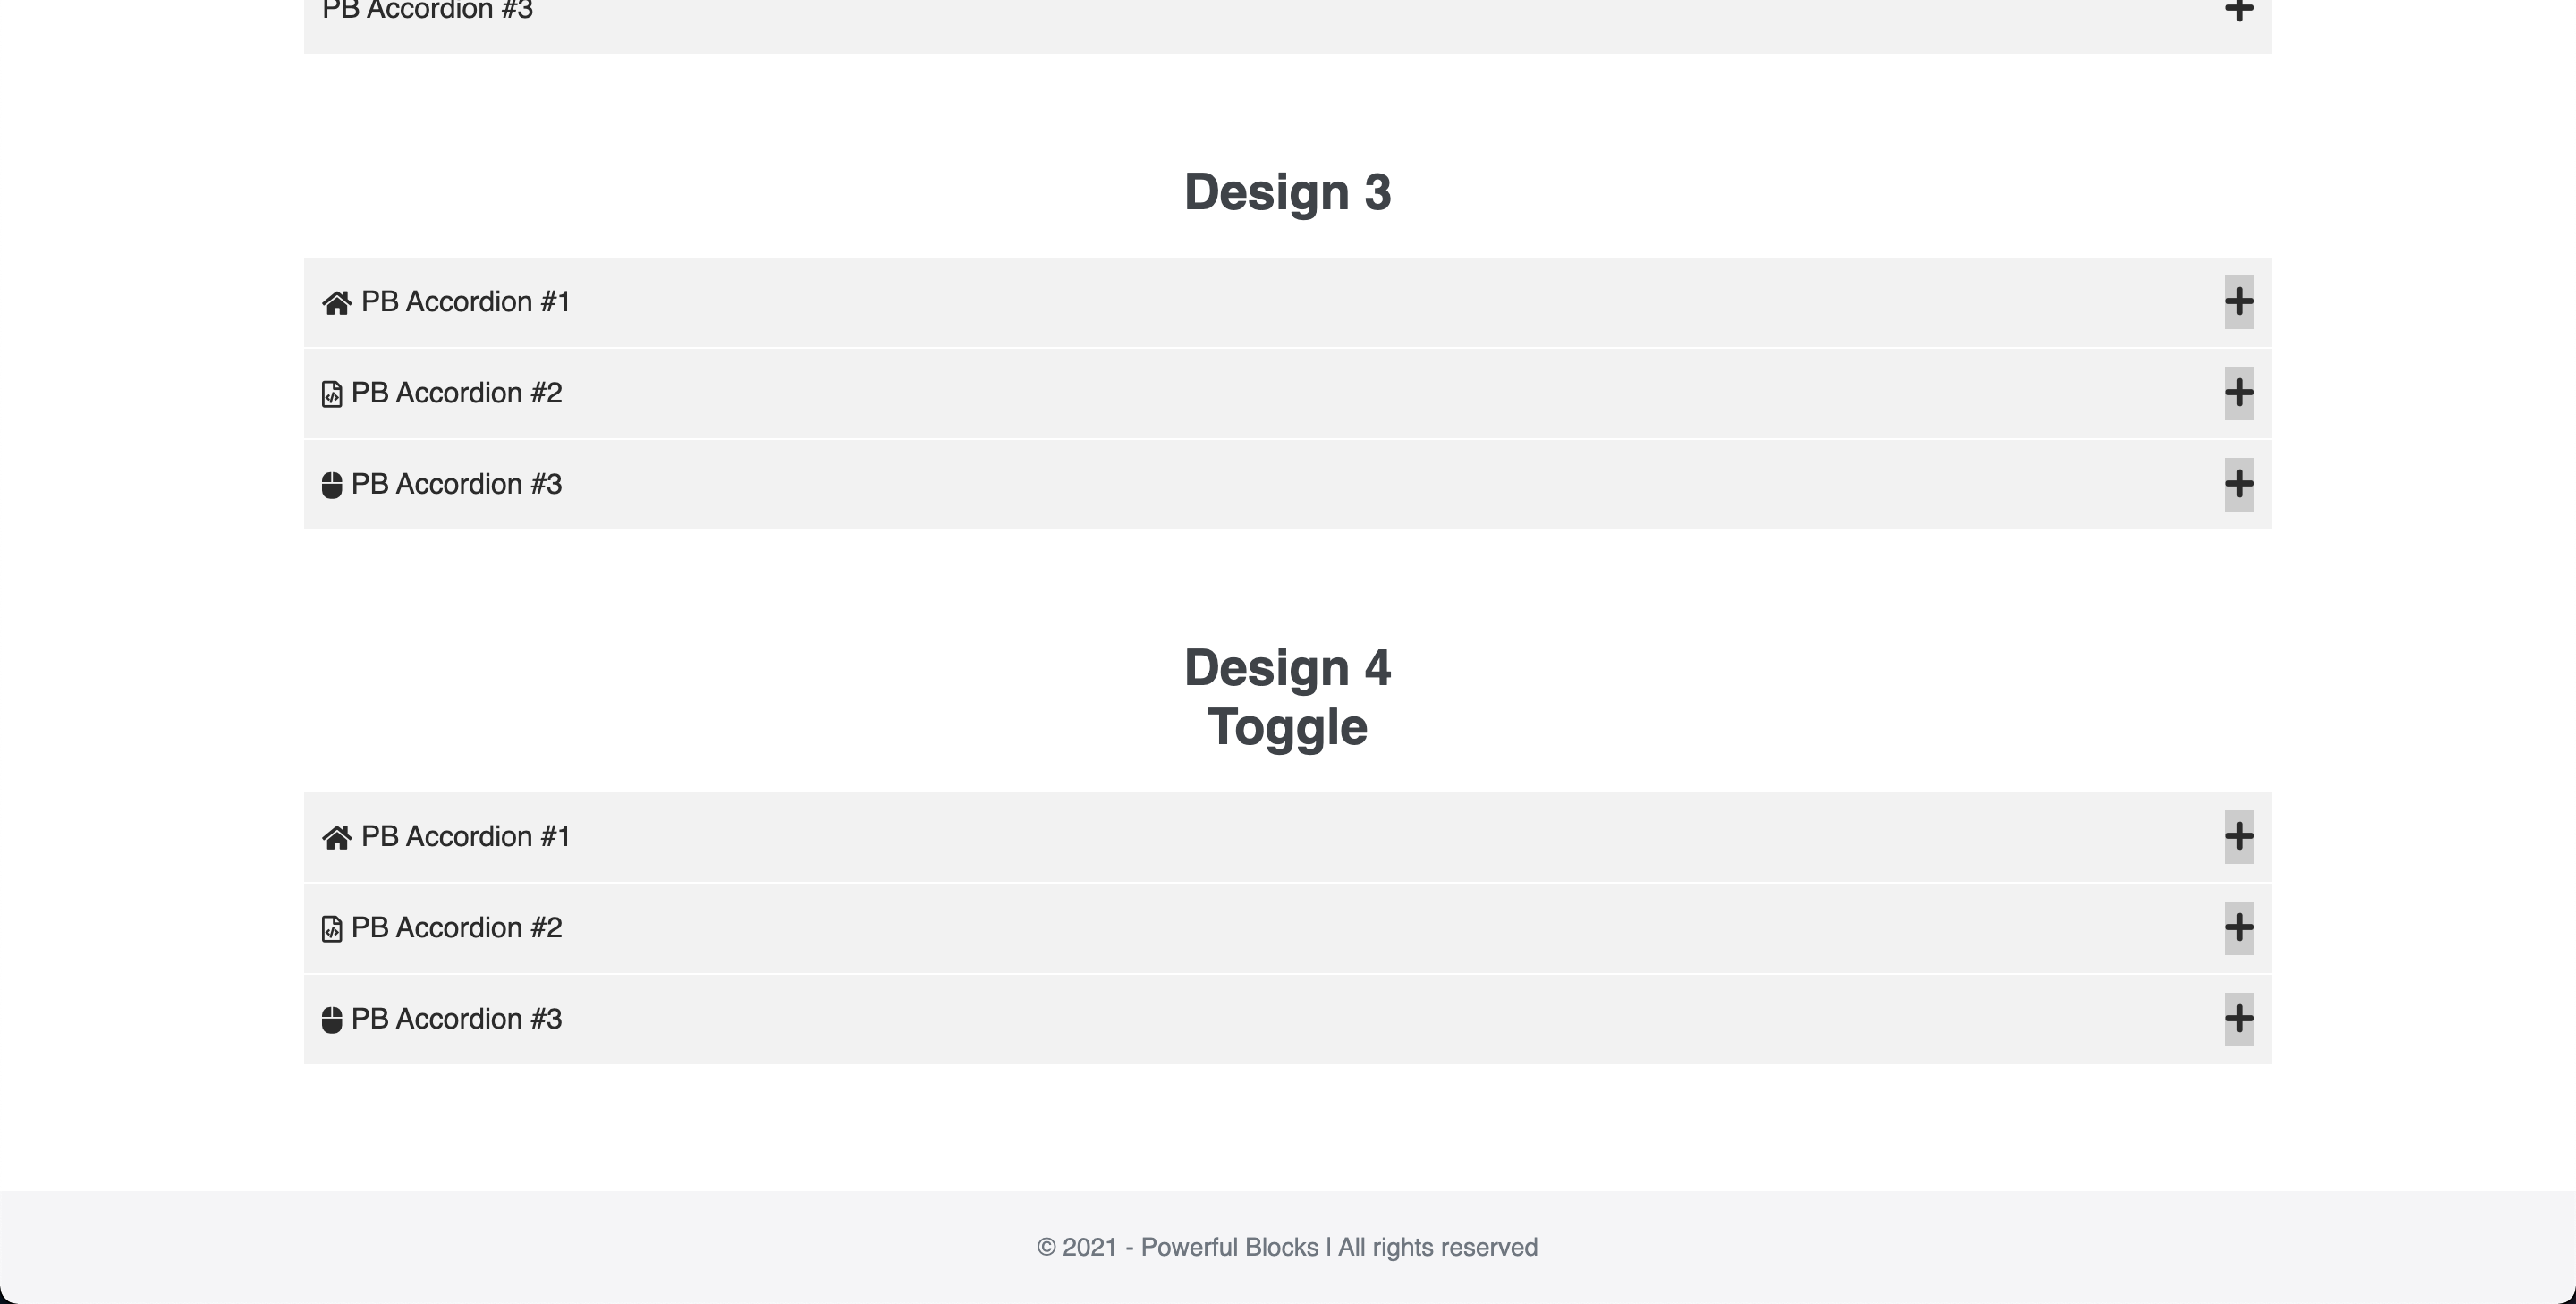 PB Accordion #3
Design 3
PB Accordion #1
PB Accordion #2
PB Accordion #3
Design 4
Toggle
PB Accordion #1
PB Accordion #2
PB Accordion #3
© 2021 - Powerful Blocks | All rights reserved